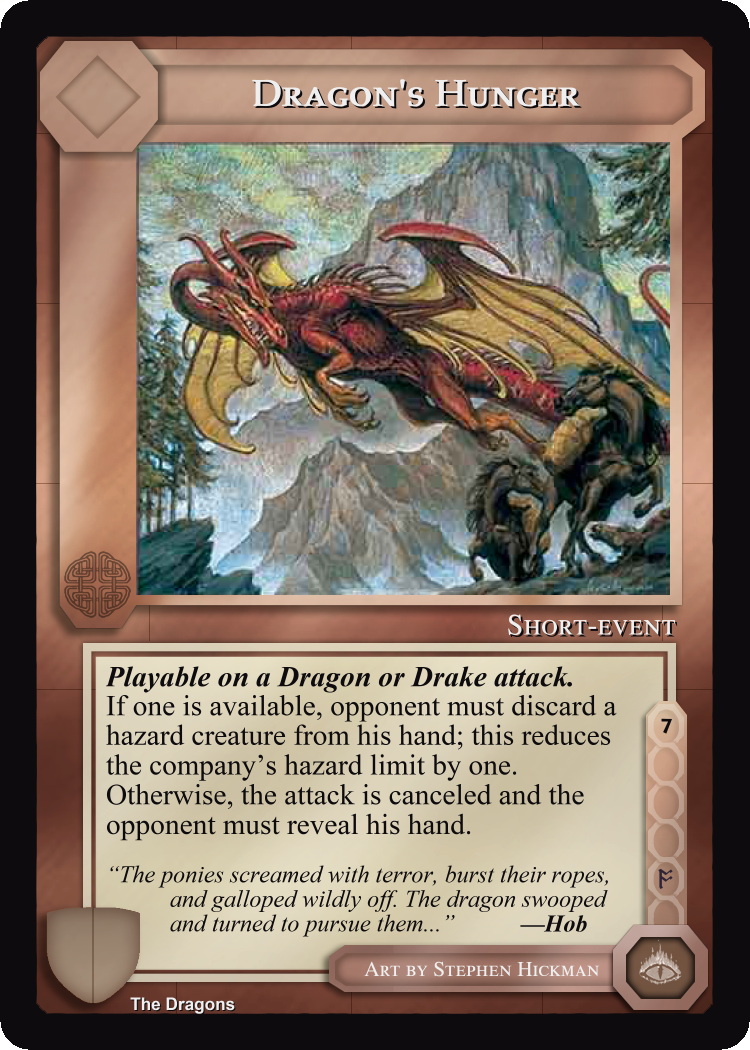 Dragon's Hunger
Short-event
Playable on a Dragon or Drake attack.
If one is available, opponent must discard a
hazard creature from his hand; this reduces
the company's hazard limit by one.
Otherwise, the attack is canceled and the
opponent must reveal his hand.
7
“The ponies screamed with terror, burst their ropes,
and galloped wildly off. The dragon swooped
and turned to pursue them...” —Hob
Art by Stephen Hickman
The Dragons